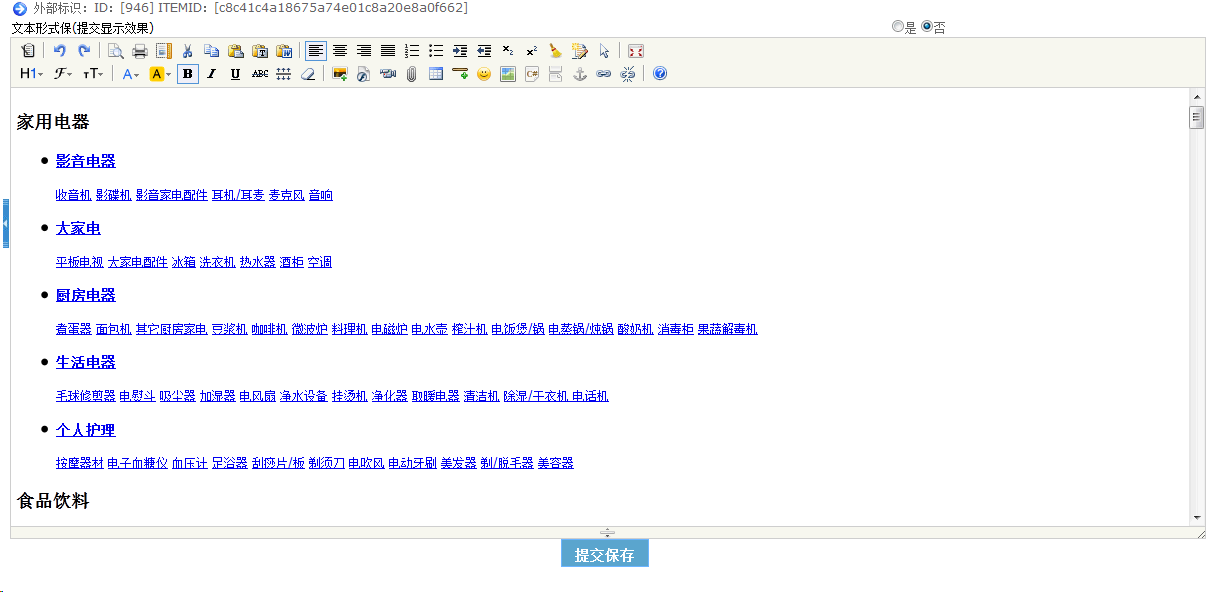 外部标识：ID：[946] ITEMID：[c8c41c4a18675a74e01c8a20e8a0f662]
文本形式保(提交显示效果) 是 否
H1 F TT A A B I U ABC
家用电器
影音电器
收音机 影碟机 影音家电配件 耳机/耳麦 麦克风 音响
大家电
平板电视 大家电配件 冰箱 洗衣机 热水器 酒柜 空调
厨房电器
煮蛋器 面包机 其它厨房家电 豆浆机 咖啡机 微波炉 料理机 电磁炉 电水壶 榨汁机 电饭煲/锅 电蒸锅/炖锅 酸奶机 消毒柜 果蔬解毒机
生活电器
毛球修剪器 电熨斗 吸尘器 加湿器 电风扇 净水设备 挂烫机 净化器 取暖电器 清洁机 除湿/干衣机 电话机
个人护理
按摩器材 电子血糖仪 血压计 足浴器 刮痧片/板 剃须刀 电吹风 电动牙刷 美发器 剃/脱毛器 美容器
食品饮料
提交保存